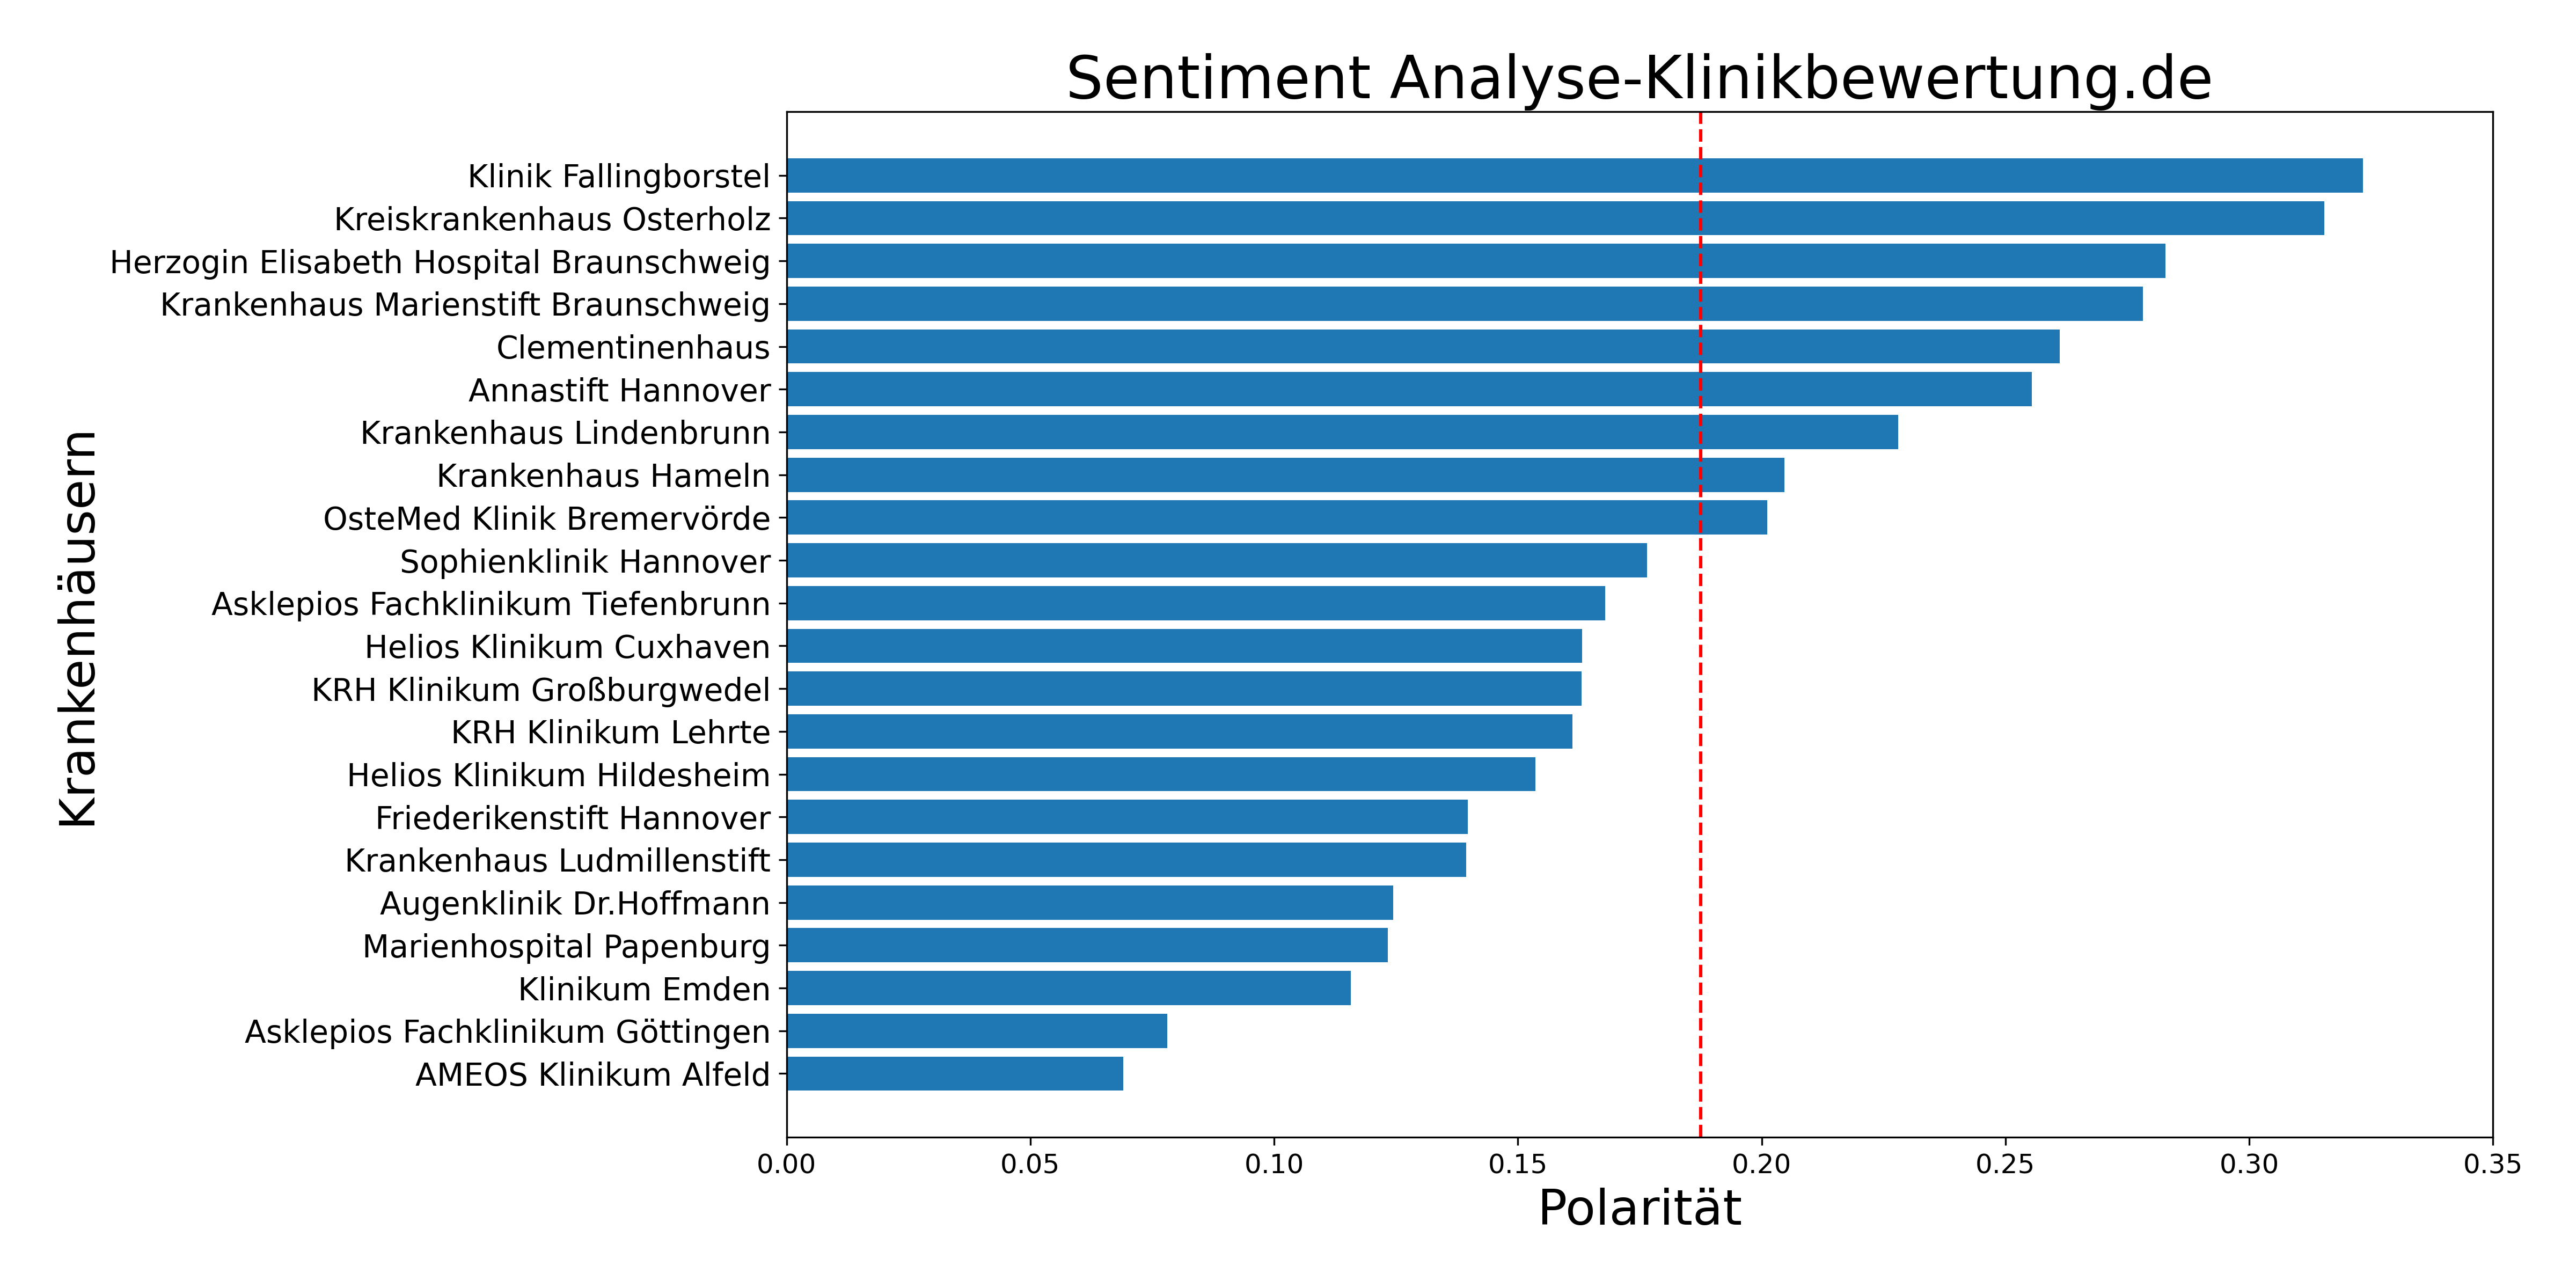 Sentiment Analyse-Klinikbewertung.de
Krankenhäusern
Klinik Fallingborstel
Kreiskrankenhaus Osterholz
Herzogin Elisabeth Hospital Braunschweig
Krankenhaus Marienstift Braunschweig
Clementinenhaus
Annastift Hannover
Krankenhaus Lindenbrunn
Krankenhaus Hameln
OsteMed Klinik Bremervörde
Sophienklinik Hannover
Asklepios Fachklinikum Tiefenbrunn
Helios Klinikum Cuxhaven
KRH Klinikum Großburgwedel
KRH Klinikum Lehrte
Helios Klinikum Hildesheim
Friederikenstift Hannover
Krankenhaus Ludmillenstift
Augenklinik Dr.Hoffmann
Marienhospital Papenburg
Klinikum Emden
Asklepios Fachklinikum Göttingen
AMEOS Klinikum Alfeld
0.00 0.05 0.10 0.15 0.20 0.25 0.30 0.35
Polarität